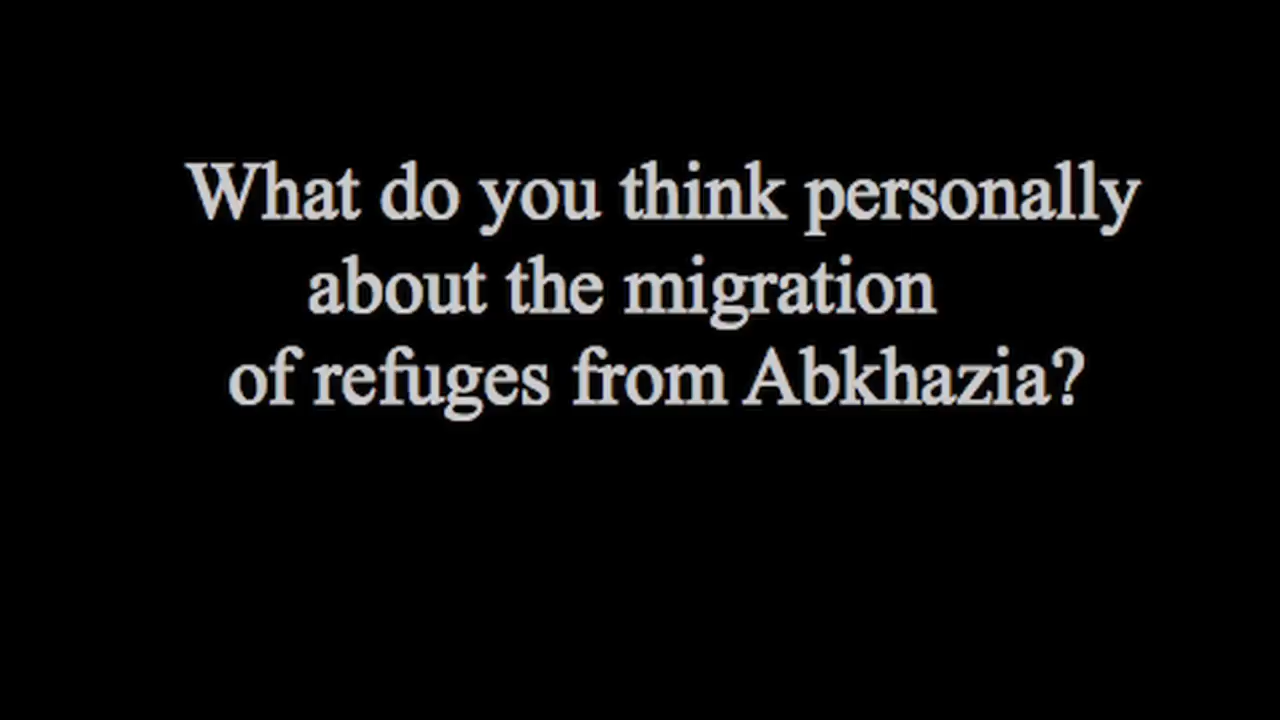 What do you think personally
about the migration
of refuges from Abkhazia?